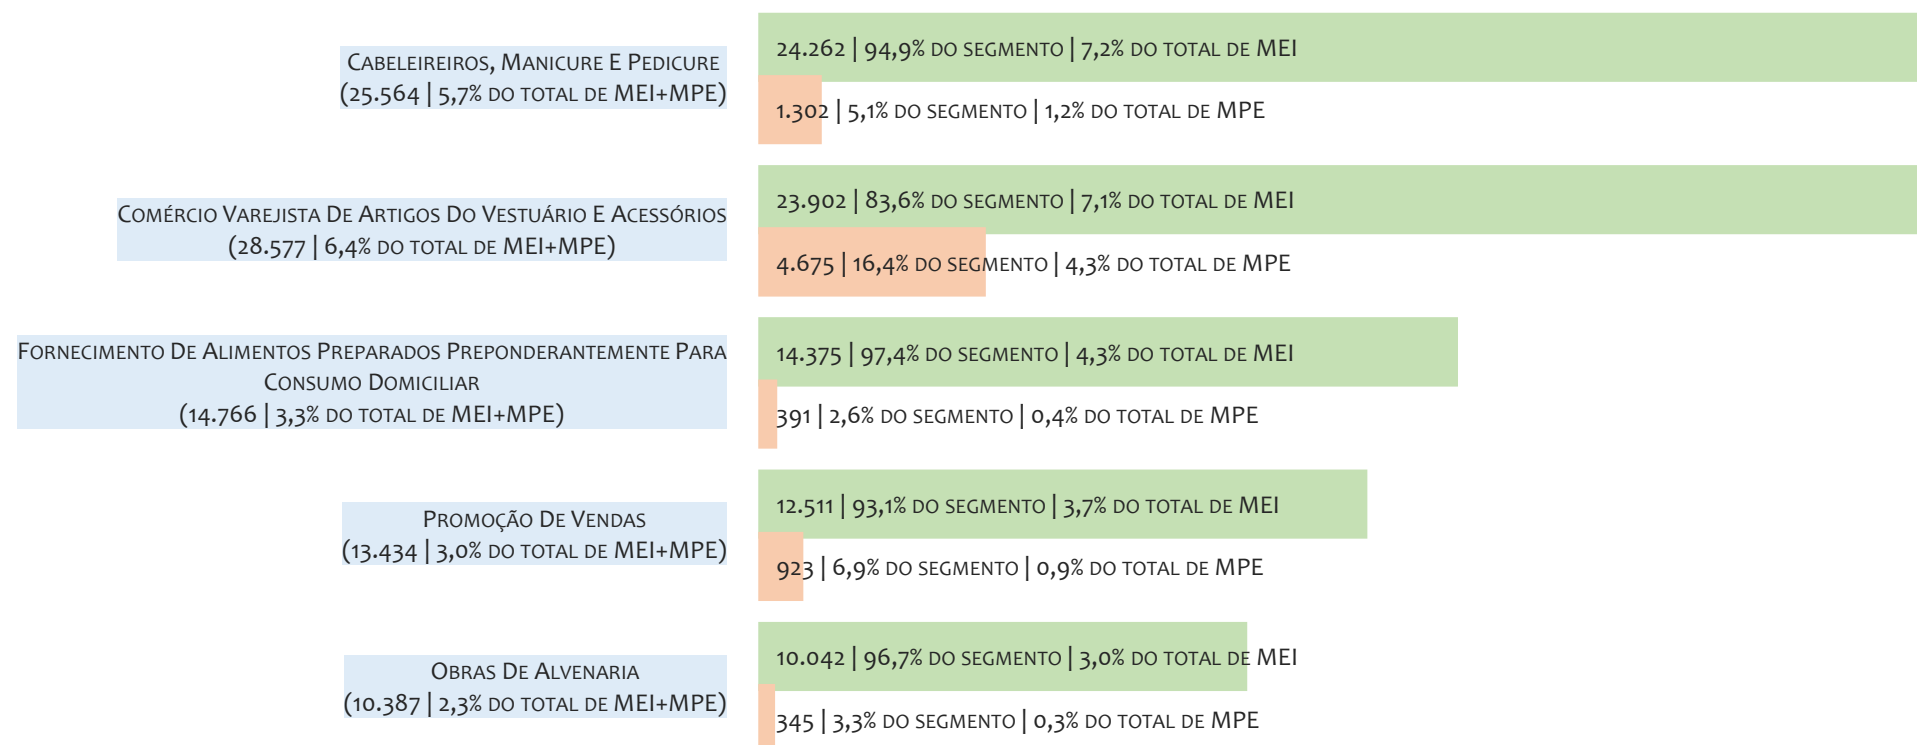 Cabeleireiros, Manicure E Pedicure
(25.564 | 5,7% do total de MEI+MPE)
24.262 | 94,9% do segmento | 7,2% do total de MEI
1.302 | 5,1% do segmento | 1,2% do total de MPE
Comércio Varejista De Artigos Do Vestuário E Acessórios
(28.577 | 6,4% do total de MEI+MPE)
23.902 | 83,6% do segmento | 7,1% do total de MEI
4.675 | 16,4% do segmento | 4,3% do total de MPE
Fornecimento De Alimentos Preparados Preponderantemente Para
Consumo Domiciliar
(14.766 | 3,3% do total de MEI+MPE)
14.375 | 97,4% do segmento | 4,3% do total de MEI
391 | 2,6% do segmento | 0,4% do total de MPE
Promoção De Vendas
(13.434 | 3,0% do total de MEI+MPE)
12.511 | 93,1% do segmento | 3,7% do total de MEI
923 | 6,9% do segmento | 0,9% do total de MPE
Obras De Alvenaria
(10.387 | 2,3% do total de MEI+MPE)
10.042 | 96,7% do segmento | 3,0% do total de MEI
345 | 3,3% do segmento | 0,3% do total de MPE